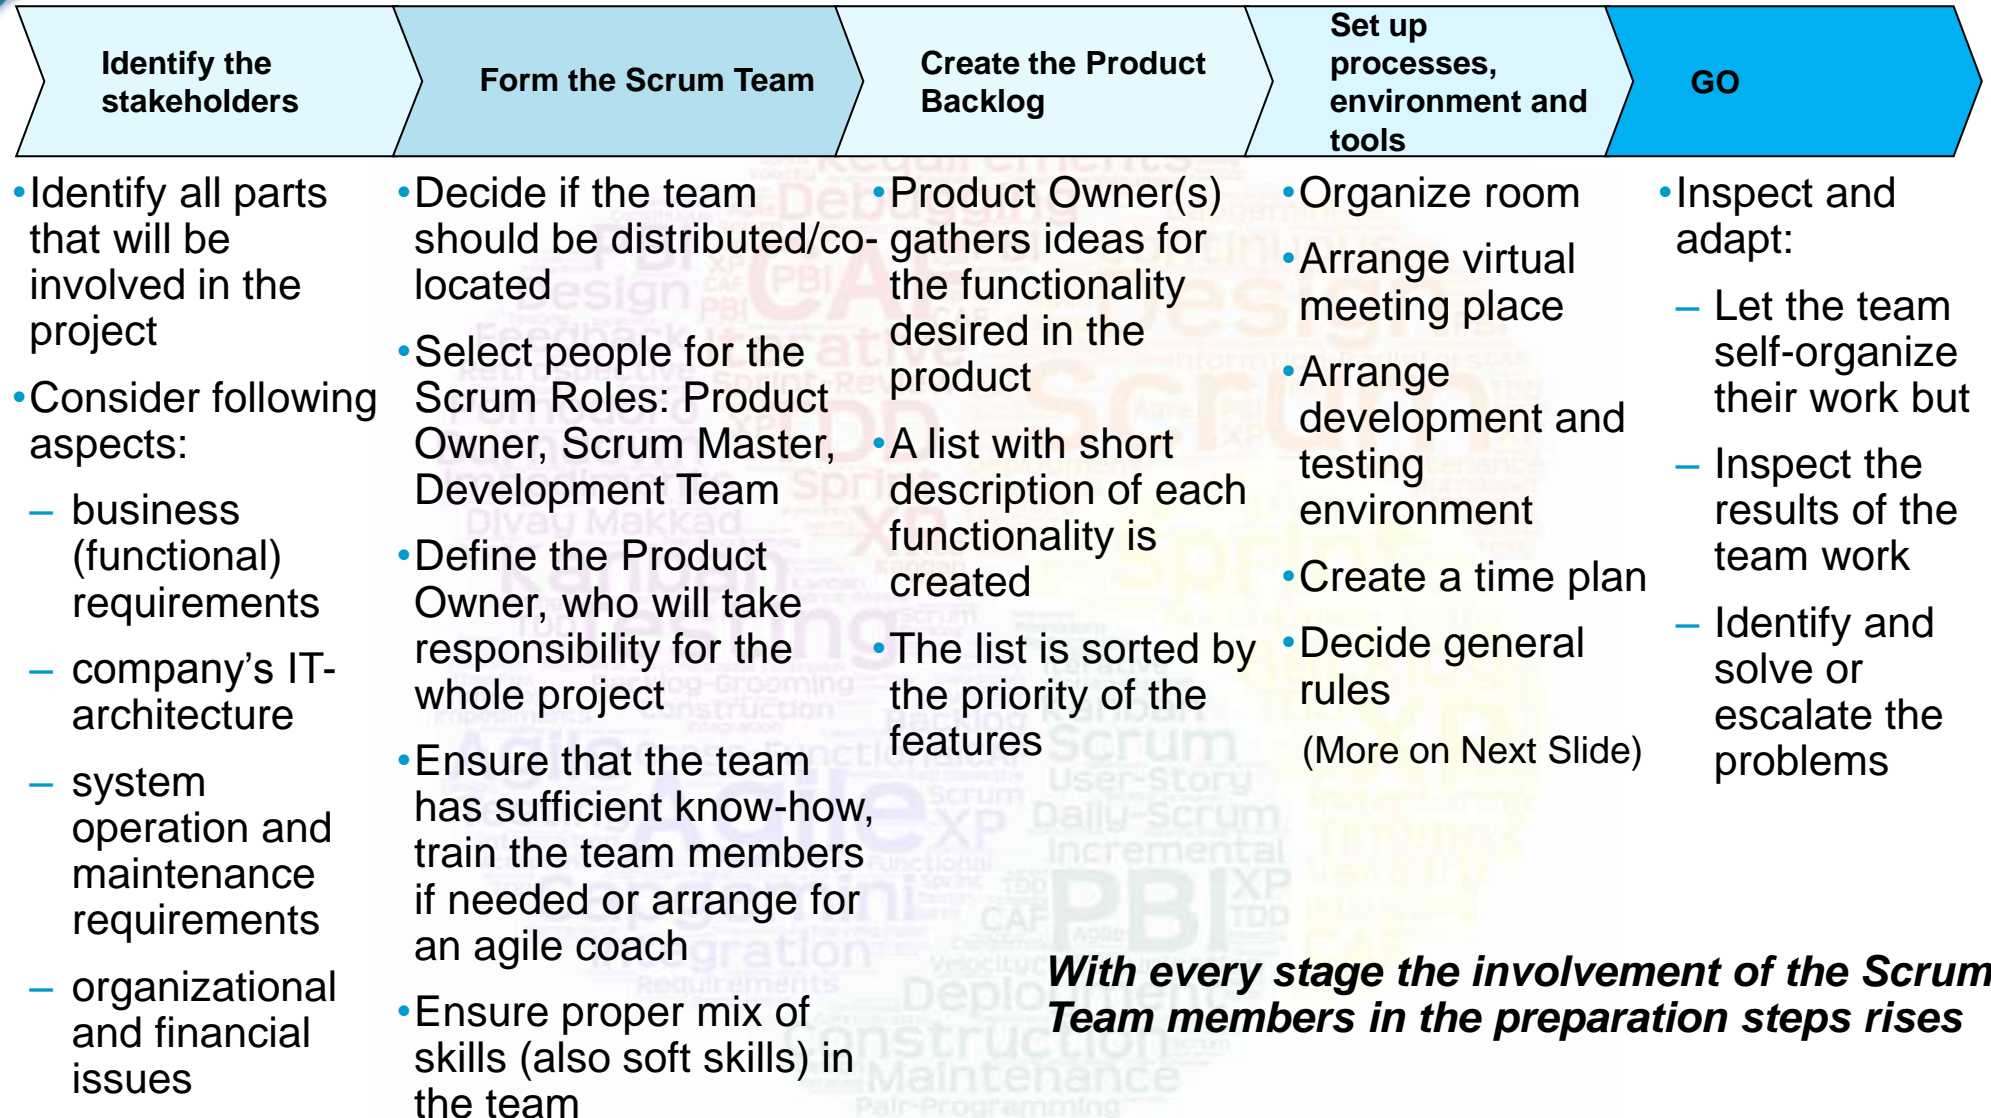 Identify the
stakeholders
Form the Scrum Team
Create the Product
Backlog
Set up
processes,
environment and
tools
GO
•Identify all parts
that will be
involved in the
project
•Consider following
aspects:
– business
(functional)
requirements
– company’s IT-
architecture
– system
operation and
maintenance
requirements
– organizational
and financial
issues
•Decide if the team
should be distributed/co-
located
•Select people for the
Scrum Roles: Product
Owner, Scrum Master,
Development Team
•Define the Product
Owner, who will take
responsibility for the
whole project
•Ensure that the team
has sufficient know-how,
train the team members
if needed or arrange for
an agile coach
•Ensure proper mix of
skills (also soft skills) in
the team
•Product Owner(s)
gathers ideas for
the functionality
desired in the
product
•A list with short
description of each
functionality is
created
•The list is sorted by
the priority of the
features
•Organize room
•Arrange virtual
meeting place
•Arrange
development and
testing
environment
•Create a time plan
•Decide general
rules
(More on Next Slide)
•Inspect and
adapt:
– Let the team
self-organize
their work but
– Inspect the
results of the
team work
– Identify and
solve or
escalate the
problems
With every stage the involvement of the Scrum
Team members in the preparation steps rises